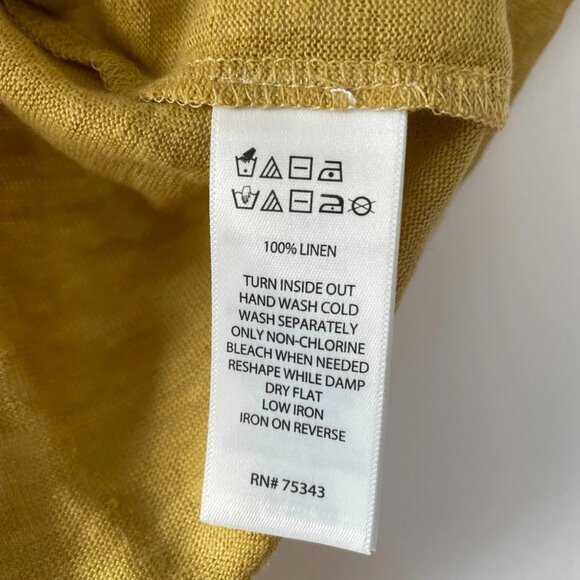 100% LINEN
TURN INSIDE OUT
HAND WASH COLD
WASH SEPARATELY
ONLY NON-CHLORINE
BLEACH WHEN NEEDED
RESHAPE WHILE DAMP
DRY FLAT
LOW IRON
IRON ON REVERSE
RN# 75343